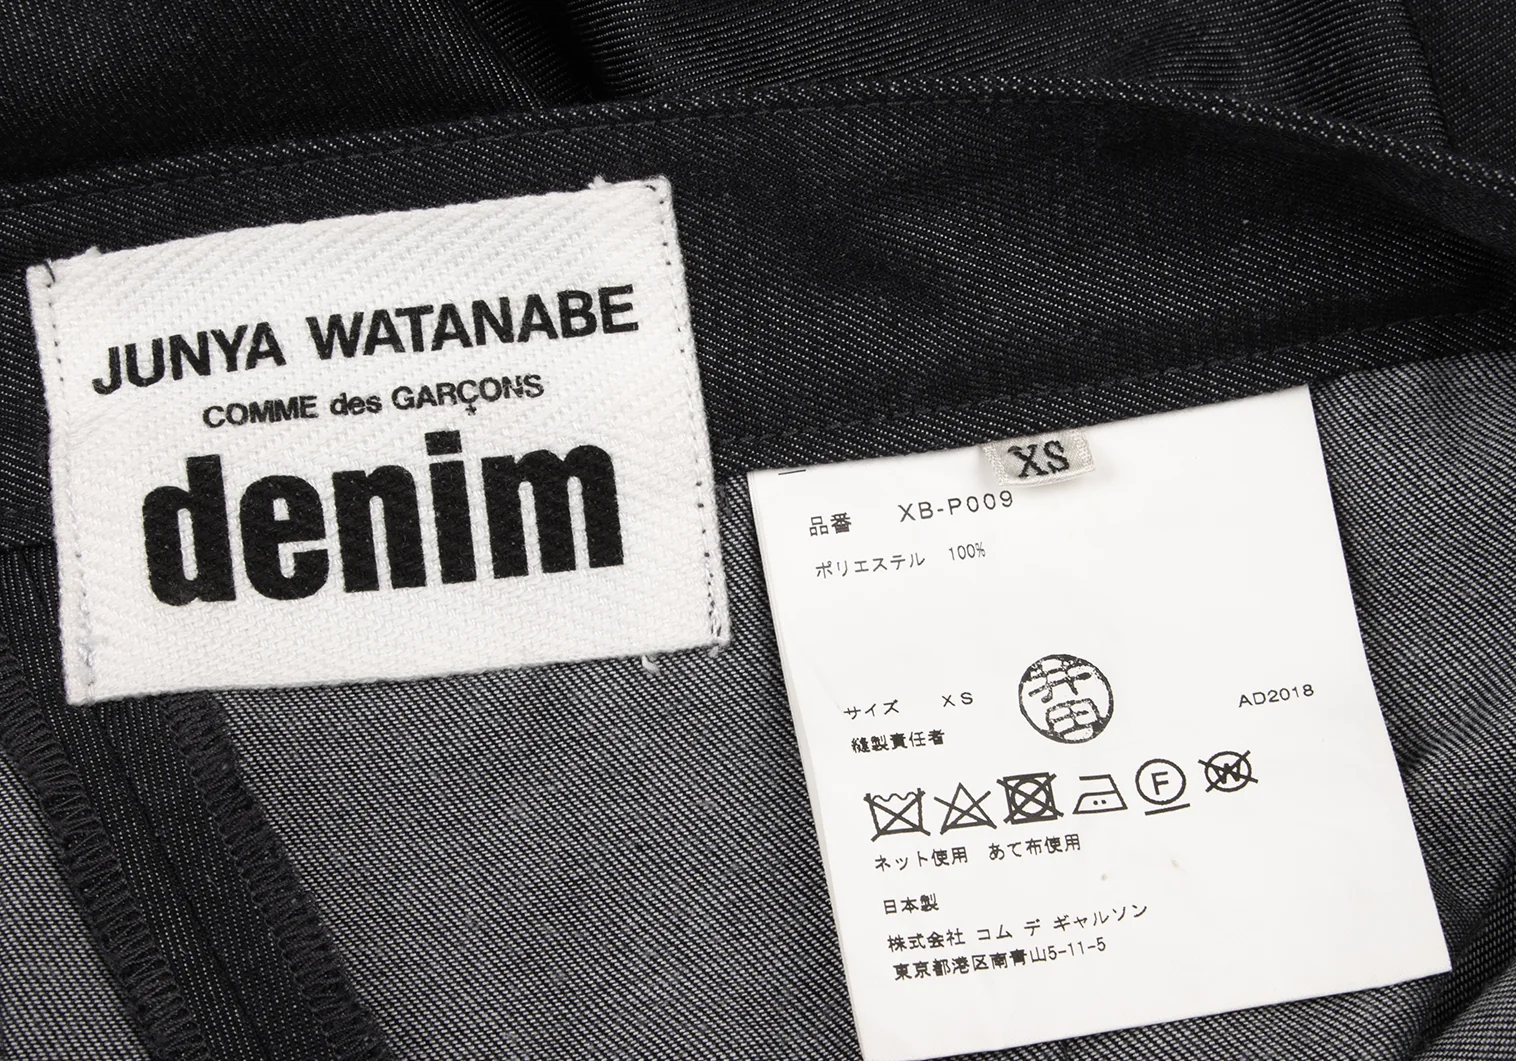 JUNYA WATANABE
COMME des GARÇONS
denim
XS
品番 XB-P009
ポリエステル 100%
サイズ XS
AD2018
縫製責任者
井田
F
W
ネット使用 あて布使用
日本製
株式会社 コム デ ギャルソン
東京都港区南青山5-11-5